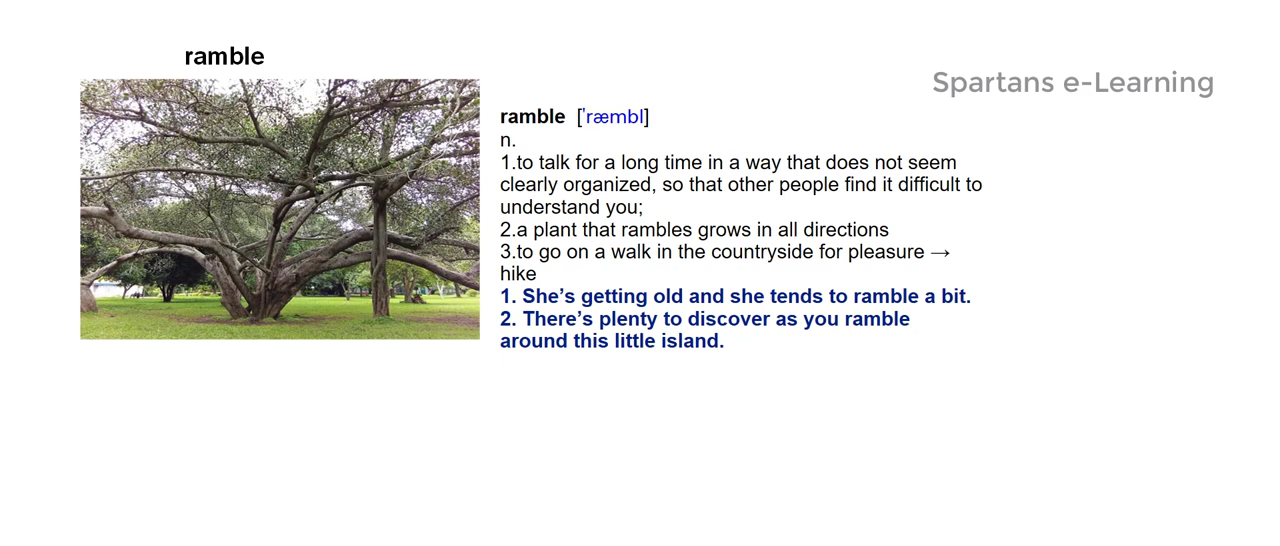 ramble
Spartans e-Learning
ramble [ˈræmbl]
n.
1.to talk for a long time in a way that does not seem
clearly organized, so that other people find it difficult to
understand you;
2.a plant that rambles grows in all directions
3.to go on a walk in the countryside for pleasure →
hike
1. She’s getting old and she tends to ramble a bit.
2. There’s plenty to discover as you ramble
around this little island.